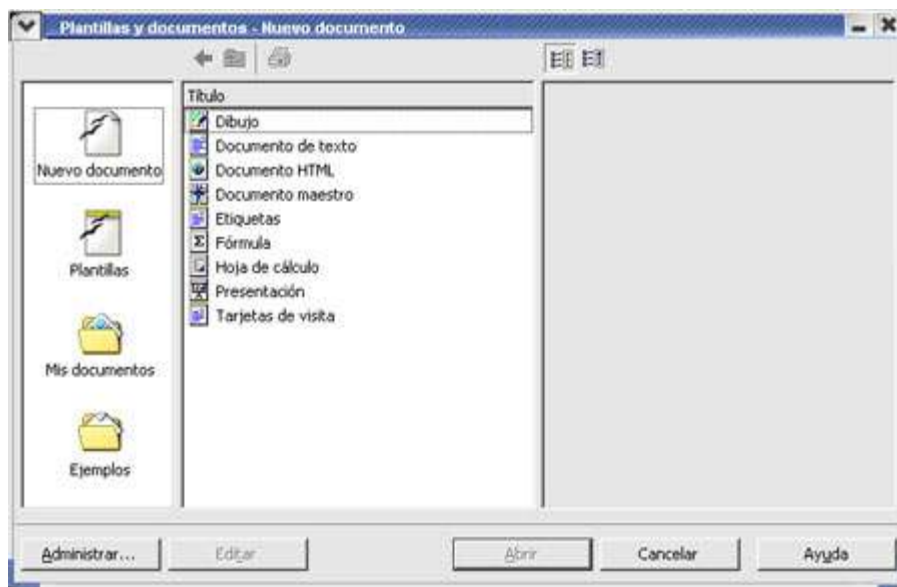 Plantillas y documentos - Nuevo documento
Nuevo documento
Plantillas
Mis documentos
Ejemplos
Título
Dibujo
Documento de texto
Documento HTML
Documento maestro
Etiquetas
Fórmula
Hoja de cálculo
Presentación
Tarjetas de visita
Administrar...
Editar
Abrir
Cancelar
Ayuda